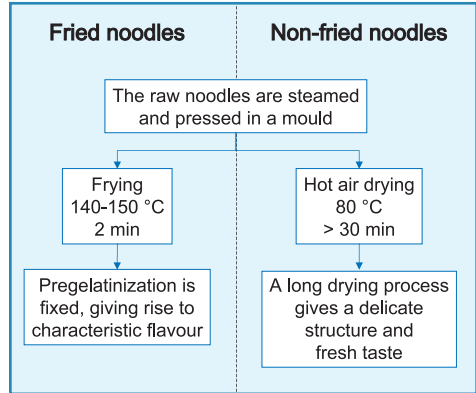 Fried noodles
Non-fried noodles
The raw noodles are steamed
and pressed in a mould
Frying
140-150 °C
2 min
Hot air drying
80 °C
> 30 min
Pregelatinization is
fixed, giving rise to
characteristic flavour
A long drying process
gives a delicate
structure and
fresh taste